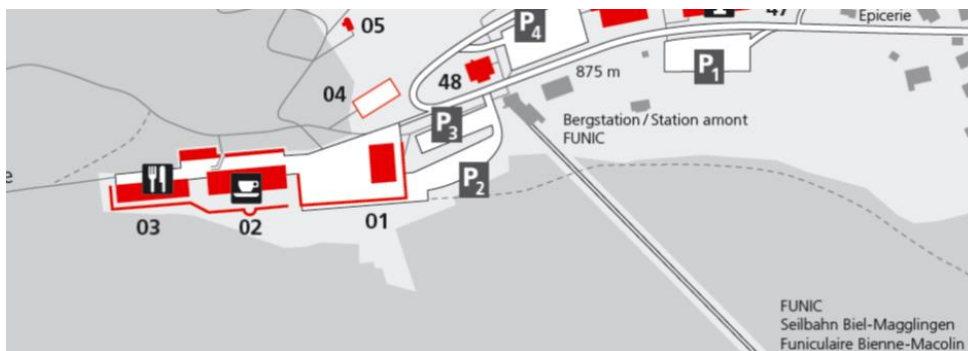 47
Epicerie
05
P4
48
875 m
P1
04
P3
Bergstation / Station amont
FUNIC
e
P2
03
02
01
FUNIC
Seilbahn Biel-Magglingen
Funiculaire Bienne-Macolin